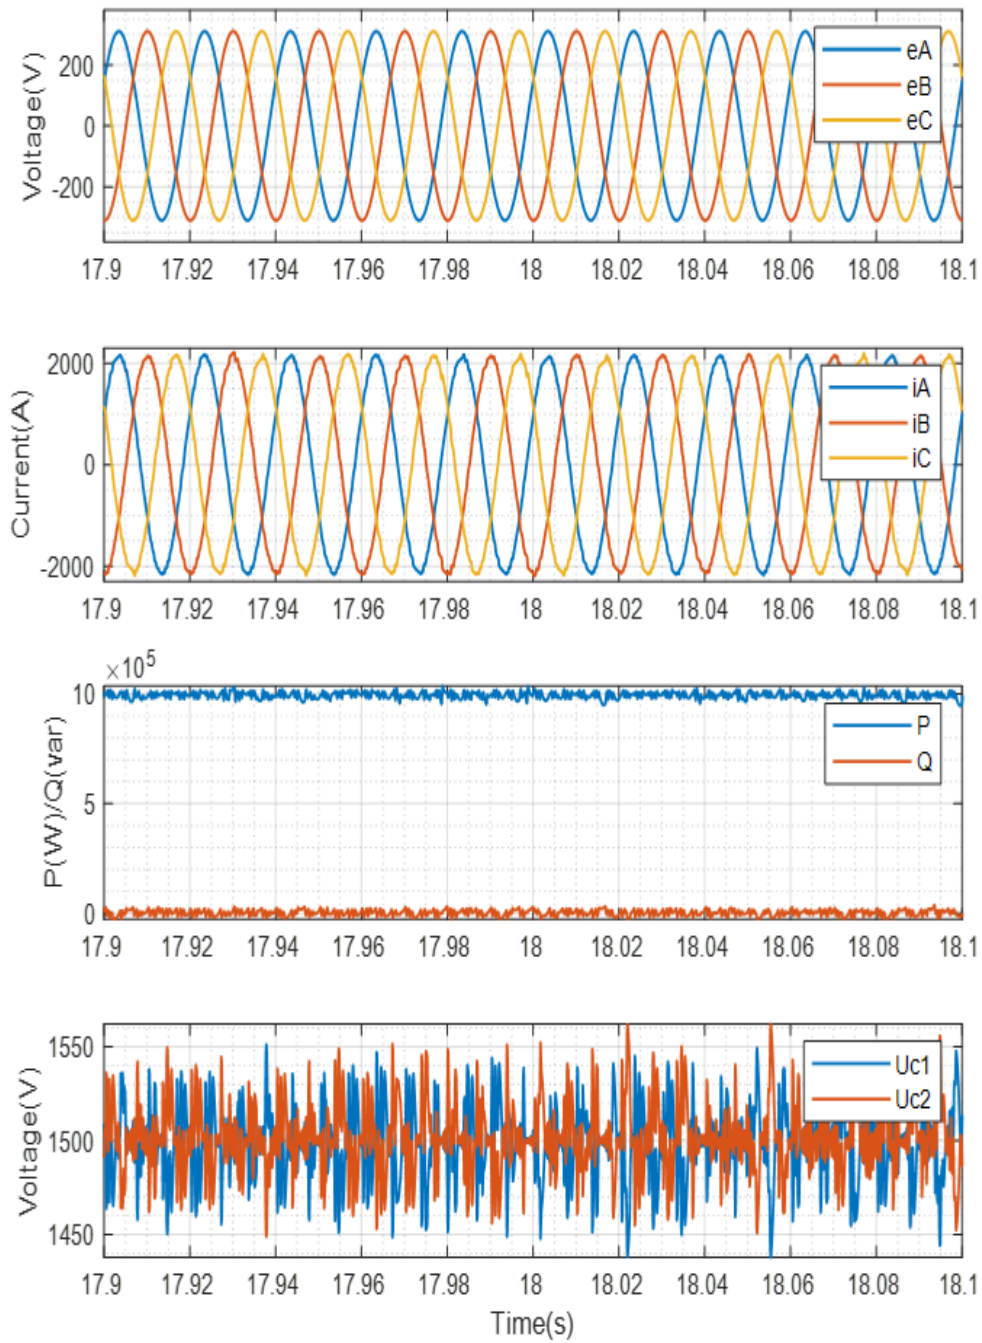 Voltage(V)
200
0
-200
eA
eB
eC
17.9 17.92 17.94 17.96 17.98 18 18.02 18.04 18.06 18.08 18.1
Current(A)
2000
0
-2000
iA
iB
iC
17.9 17.92 17.94 17.96 17.98 18 18.02 18.04 18.06 18.08 18.1
×10^5
P(W)/Q(var)
10
5
0
P
Q
17.9 17.92 17.94 17.96 17.98 18 18.02 18.04 18.06 18.08 18.1
Voltage(V)
1550
1500
1450
Uc1
Uc2
17.9 17.92 17.94 17.96 17.98 18 18.02 18.04 18.06 18.08 18.1
Time(s)